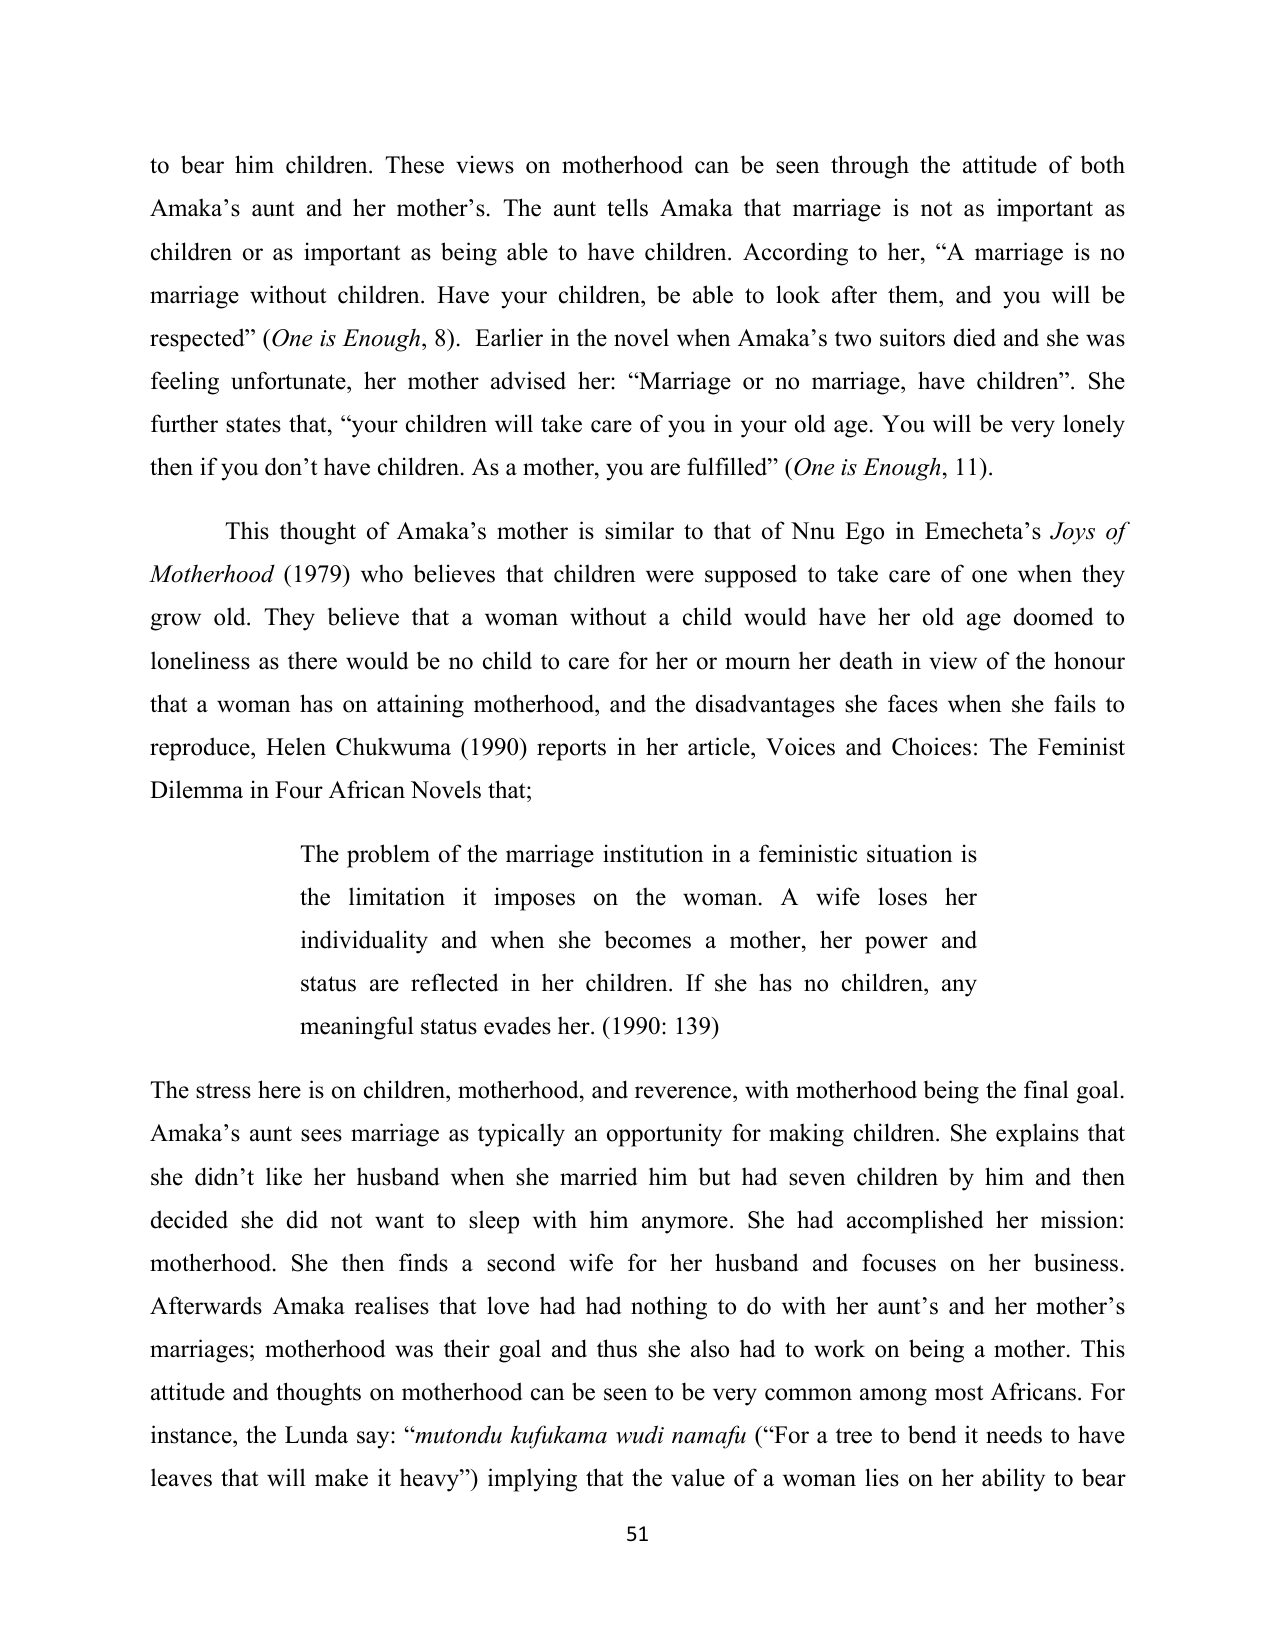 to bear him children. These views on motherhood can be seen through the attitude of both
Amaka’s aunt and her mother’s. The aunt tells Amaka that marriage is not as important as
children or as important as being able to have children. According to her, “A marriage is no
marriage without children. Have your children, be able to look after them, and you will be
respected” (One is Enough, 8).  Earlier in the novel when Amaka’s two suitors died and she was
feeling unfortunate, her mother advised her: “Marriage or no marriage, have children”. She
further states that, “your children will take care of you in your old age. You will be very lonely
then if you don’t have children. As a mother, you are fulfilled” (One is Enough, 11).
This thought of Amaka’s mother is similar to that of Nnu Ego in Emecheta’s Joys of
Motherhood (1979) who believes that children were supposed to take care of one when they
grow old. They believe that a woman without a child would have her old age doomed to
loneliness as there would be no child to care for her or mourn her death in view of the honour
that a woman has on attaining motherhood, and the disadvantages she faces when she fails to
reproduce, Helen Chukwuma (1990) reports in her article, Voices and Choices: The Feminist
Dilemma in Four African Novels that;
The problem of the marriage institution in a feministic situation is
the limitation it imposes on the woman. A wife loses her
individuality and when she becomes a mother, her power and
status are reflected in her children. If she has no children, any
meaningful status evades her. (1990: 139)
The stress here is on children, motherhood, and reverence, with motherhood being the final goal.
Amaka’s aunt sees marriage as typically an opportunity for making children. She explains that
she didn’t like her husband when she married him but had seven children by him and then
decided she did not want to sleep with him anymore. She had accomplished her mission:
motherhood. She then finds a second wife for her husband and focuses on her business.
Afterwards Amaka realises that love had had nothing to do with her aunt’s and her mother’s
marriages; motherhood was their goal and thus she also had to work on being a mother. This
attitude and thoughts on motherhood can be seen to be very common among most Africans. For
instance, the Lunda say: “mutondu kufukama wudi namafu (“For a tree to bend it needs to have
leaves that will make it heavy”) implying that the value of a woman lies on her ability to bear
51